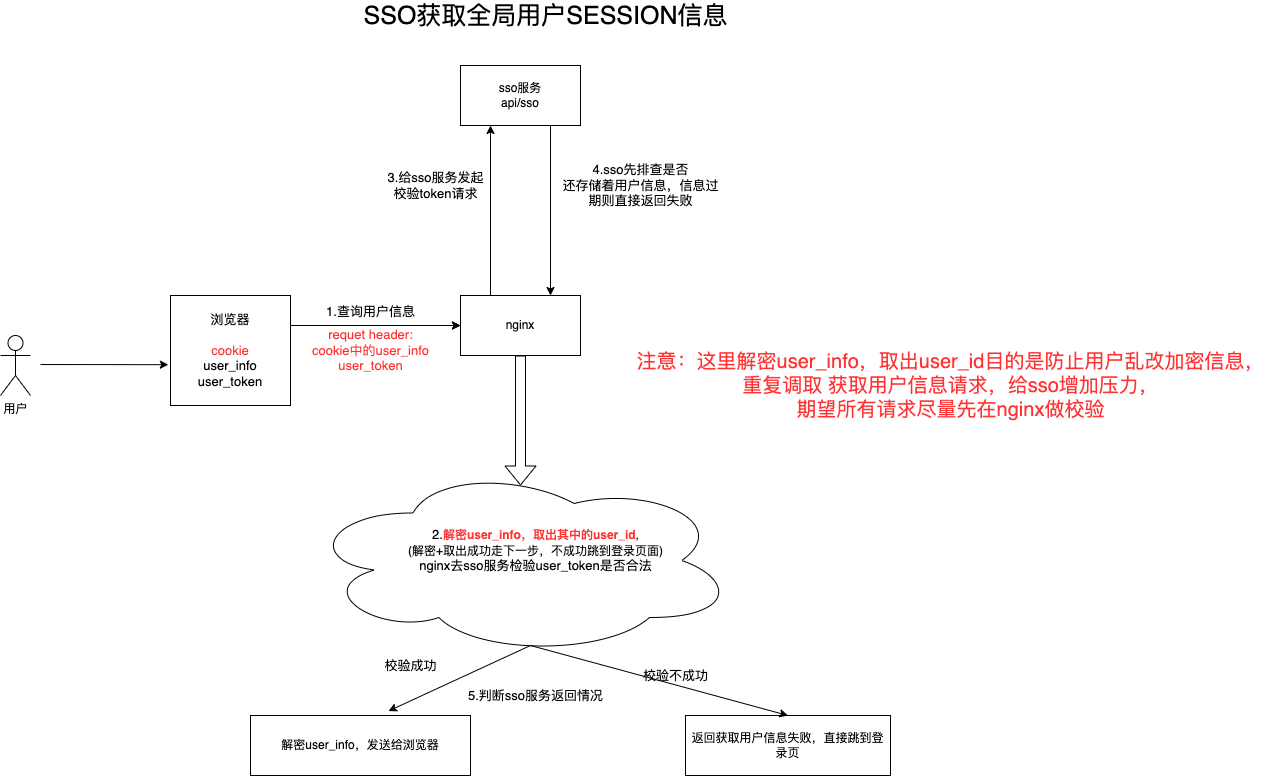 SSO获取全局用户SESSION信息
sso服务
api/sso
3.给sso服务发起
校验token请求
4.sso先排查是否
还存储着用户信息，信息过
期则直接返回失败
浏览器
cookie
user_info
user_token
1.查询用户信息
requet header:
cookie中的user_info
user_token
nginx
用户
注意：这里解密user_info，取出user_id目的是防止用户乱改加密信息，
重复调取 获取用户信息请求，给sso增加压力，
期望所有请求尽量先在nginx做校验
2.解密user_info，取出其中的user_id,
(解密+取出成功走下一步，不成功跳到登录页面)
nginx去sso服务检验user_token是否合法
校验成功
校验不成功
5.判断sso服务返回情况
解密user_info，发送给浏览器
返回获取用户信息失败，直接跳到登
录页